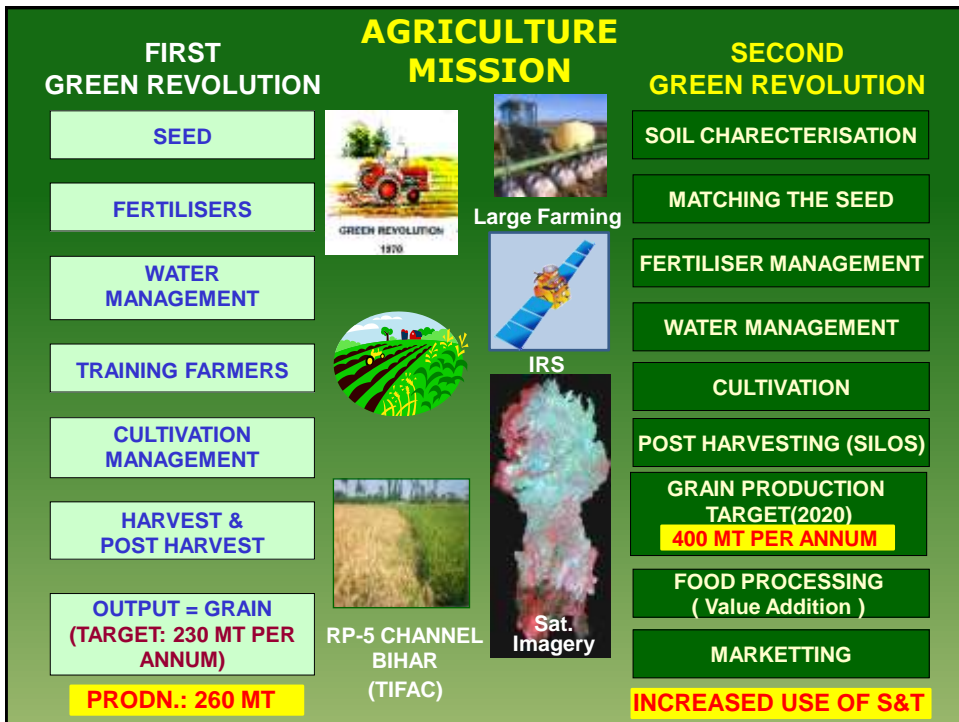 AGRICULTURE
MISSION
FIRST
GREEN REVOLUTION
SEED
FERTILISERS
WATER
MANAGEMENT
TRAINING FARMERS
CULTIVATION
MANAGEMENT
HARVEST &
POST HARVEST
OUTPUT = GRAIN
(TARGET: 230 MT PER
ANNUM)
PRODN.: 260 MT
GREEN REVOLUTION
1970
Large Farming
IRS
Sat.
Imagery
RP-5 CHANNEL
BIHAR
(TIFAC)
SECOND
GREEN REVOLUTION
SOIL CHARECTERISATION
MATCHING THE SEED
FERTILISER MANAGEMENT
WATER MANAGEMENT
CULTIVATION
POST HARVESTING (SILOS)
GRAIN PRODUCTION
TARGET(2020)
400 MT PER ANNUM
FOOD PROCESSING
( Value Addition )
MARKETTING
INCREASED USE OF S&T